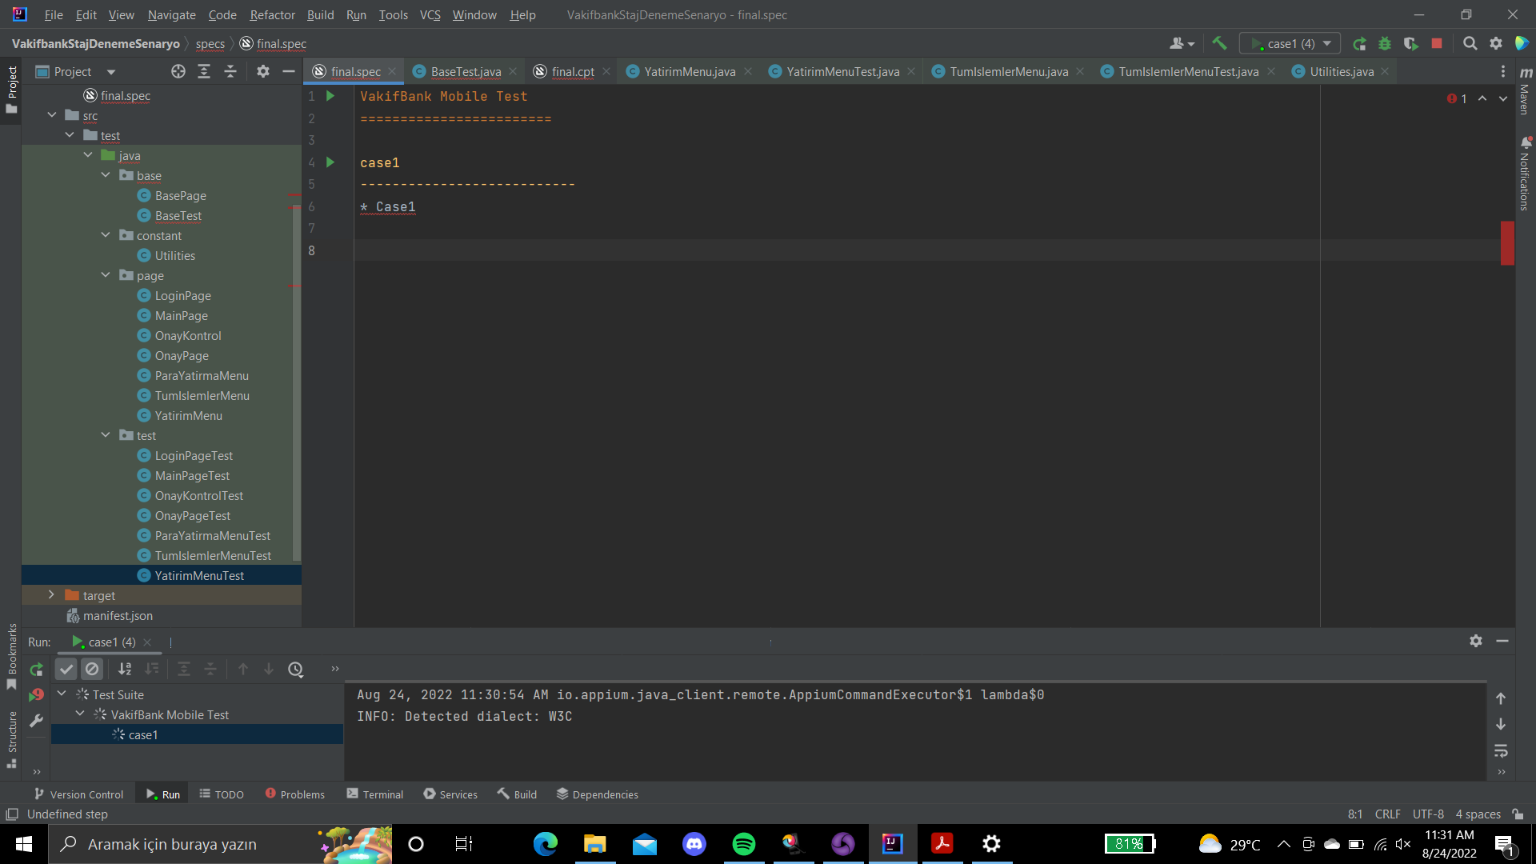 File Edit View Navigate Code Refactor Build Run Tools VCS Window Help VakifbankStajDenemeSenaryo - final.spec
VakifbankStajDenemeSenaryo specs final.spec case1 (4)
Project
Project
final.spec BaseTest.java final.cpt YatirimMenu.java YatirimMenuTest.java TumIslemlerMenu.java TumIslemlerMenuTest.java Utilities.java
Maven
Notifications
final.spec
src
test
java
base
BasePage
BaseTest
constant
Utilities
page
LoginPage
MainPage
OnayKontrol
OnayPage
ParaYatirmaMenu
TumIslemlerMenu
YatirimMenu
test
LoginPageTest
MainPageTest
OnayKontrolTest
OnayPageTest
ParaYatirmaMenuTest
TumIslemlerMenuTest
YatirimMenuTest
target
manifest.json
1 VakifBank Mobile Test
1
2 ========================
3
4 case1
5 ---------------------------
6 * Case1
7
8
Bookmarks
Structure
Run: case1 (4)
Test Suite
VakifBank Mobile Test
case1
Aug 24, 2022 11:30:54 AM io.appium.java_client.remote.AppiumCommandExecutor$1 lambda$0
INFO: Detected dialect: W3C
Version Control Run TODO Problems Terminal Services Build Dependencies
Undefined step 8:1 CRLF UTF-8 4 spaces
Aramak için buraya yazın 81% 29°C 11:31 AM
8/24/2022
1